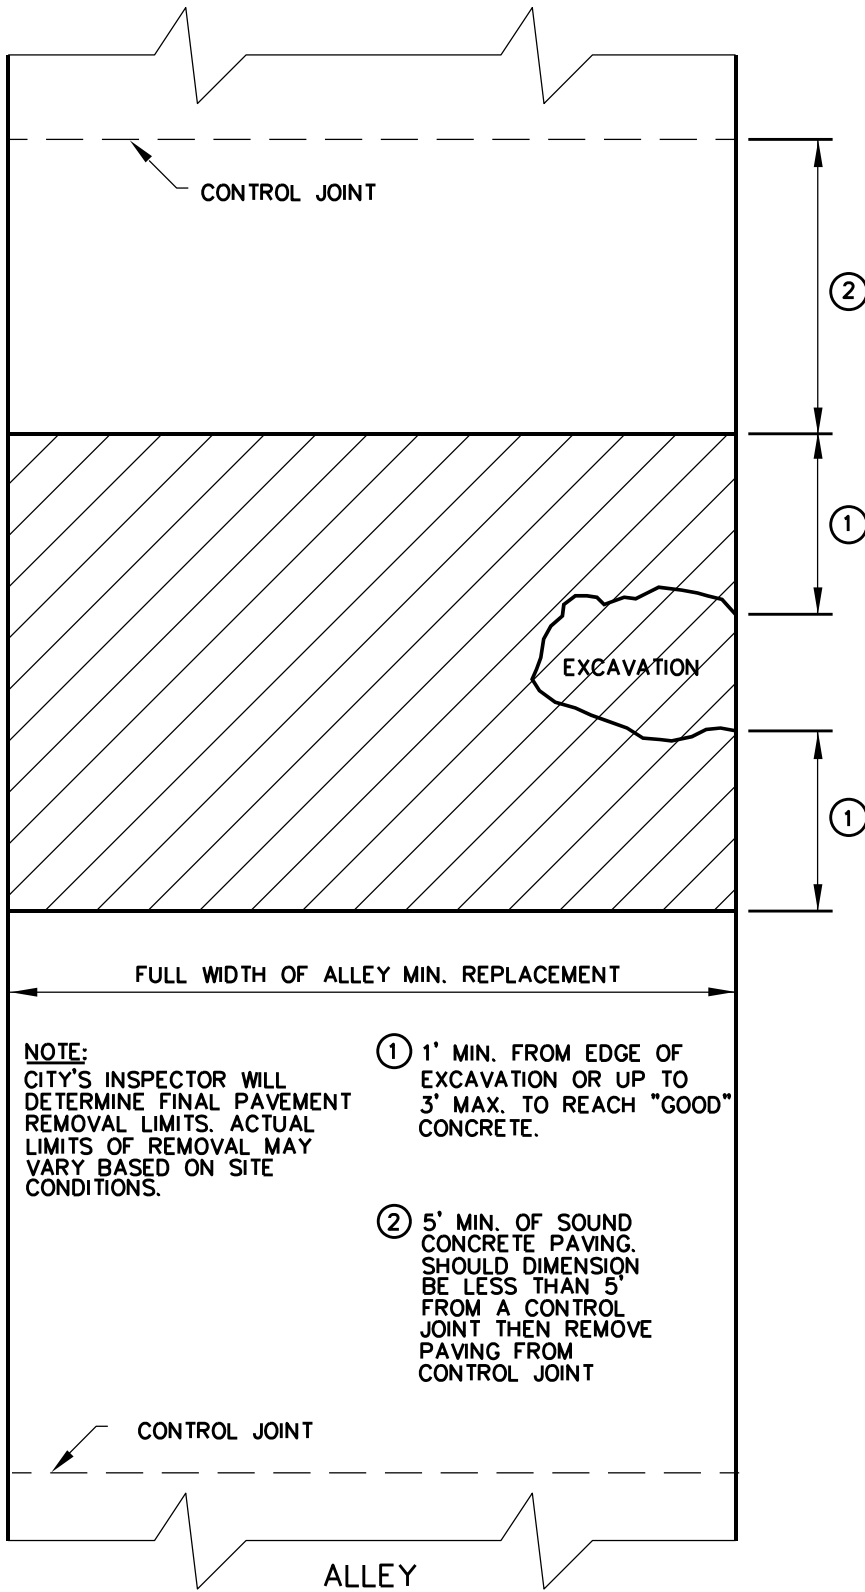 CONTROL JOINT
2
1
EXCAVATION
1
FULL WIDTH OF ALLEY MIN. REPLACEMENT
NOTE:
CITY'S INSPECTOR WILL
DETERMINE FINAL PAVEMENT
REMOVAL LIMITS. ACTUAL
LIMITS OF REMOVAL MAY
VARY BASED ON SITE
CONDITIONS.
1 1' MIN. FROM EDGE OF
EXCAVATION OR UP TO
3' MAX. TO REACH "GOOD"
CONCRETE.
2 5' MIN. OF SOUND
CONCRETE PAVING.
SHOULD DIMENSION
BE LESS THAN 5'
FROM A CONTROL
JOINT THEN REMOVE
PAVING FROM
CONTROL JOINT
CONTROL JOINT
ALLEY